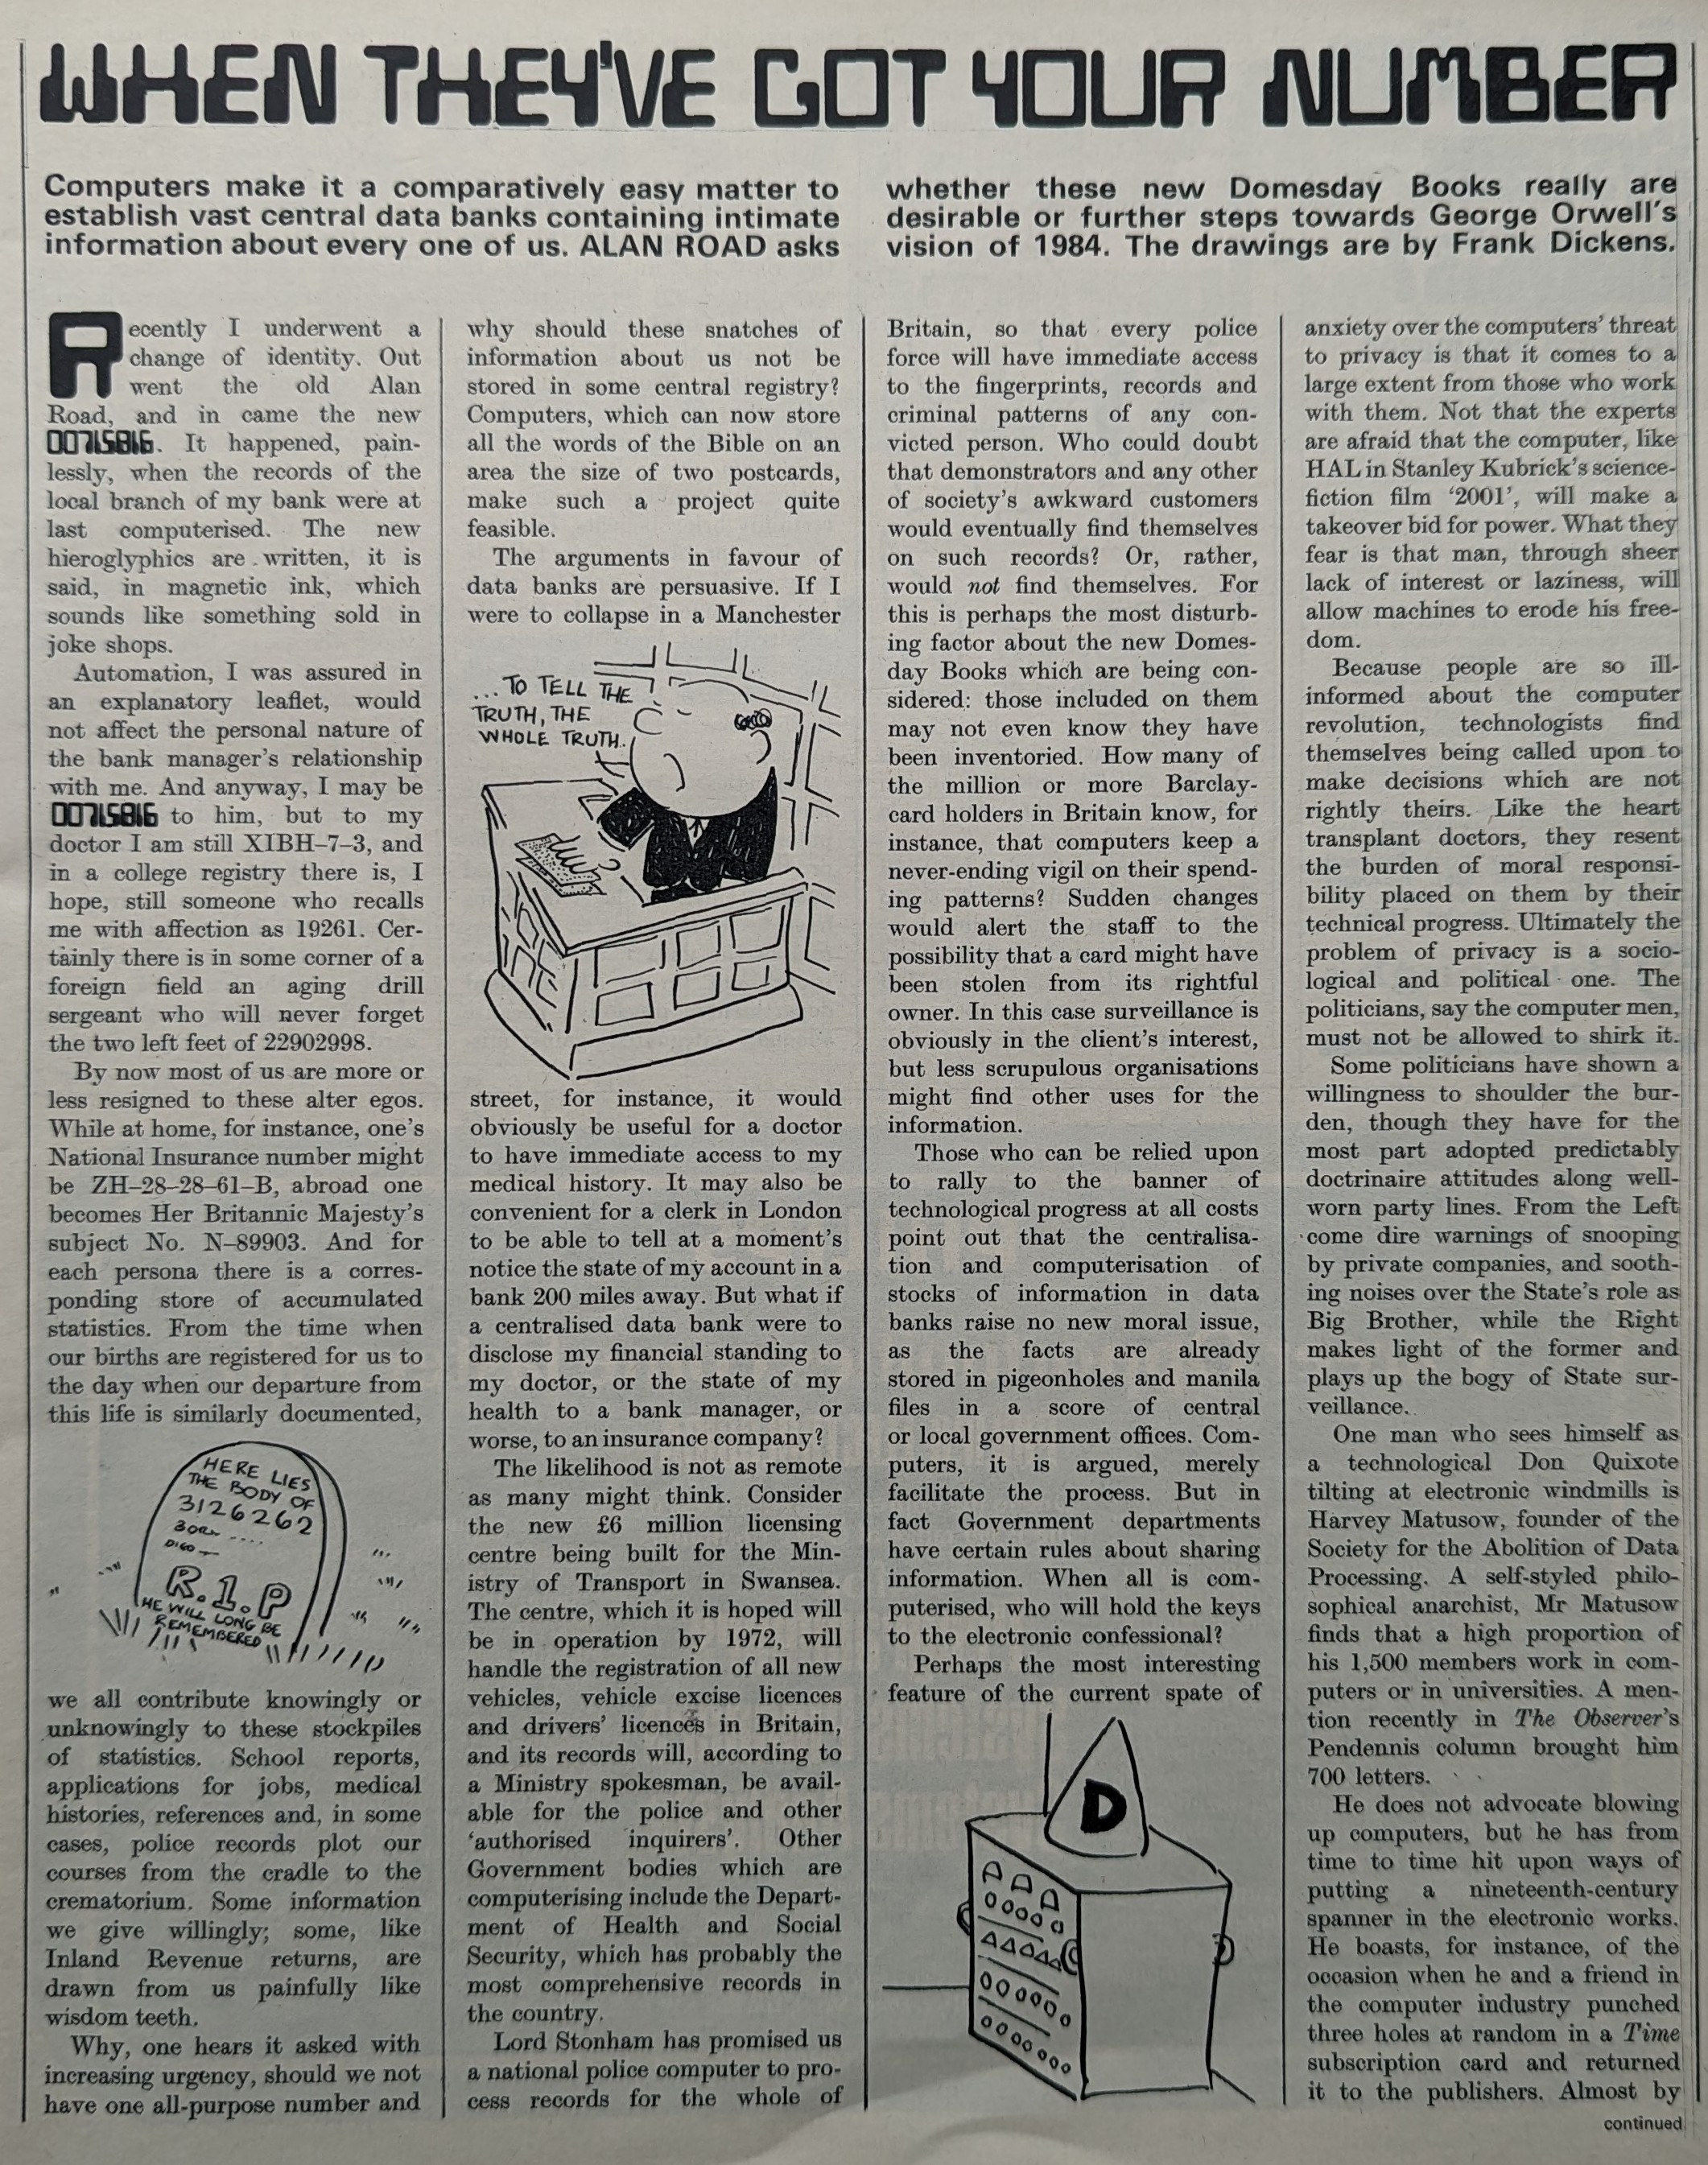 WHEN THEY'VE GOT YOUR NUMBER
Computers make it a comparatively easy matter to
establish vast central data banks containing intimate
information about every one of us. ALAN ROAD asks
whether these new Domesday Books really are
desirable or further steps towards George Orwell's
vision of 1984. The drawings are by Frank Dickens.
Recently I underwent a
change of identity. Out
went the old Alan
Road, and in came the new
00715816. It happened, pain-
lessly, when the records of the
local branch of my bank were at
last computerised. The new
hieroglyphics are written, it is
said, in magnetic ink, which
sounds like something sold in
joke shops.
Automation, I was assured in
an explanatory leaflet, would
not affect the personal nature of
the bank manager's relationship
with me. And anyway, I may be
00715816 to him, but to my
doctor I am still XIBH–7–3, and
in a college registry there is, I
hope, still someone who recalls
me with affection as 19261. Cer-
tainly there is in some corner of a
foreign field an aging drill
sergeant who will never forget
the two left feet of 22902998.
By now most of us are more or
less resigned to these alter egos.
While at home, for instance, one's
National Insurance number might
be ZH–28–28–61–B, abroad one
becomes Her Britannic Majesty's
subject No. N–89903. And for
each persona there is a corres-
ponding store of accumulated
statistics. From the time when
our births are registered for us to
the day when our departure from
this life is similarly documented,
HERE LIES
THE BODY OF
3126262
BORN ....
DIED —
R.I.P
HE WILL LONG BE
REMEMBERED
we all contribute knowingly or
unknowingly to these stockpiles
of statistics. School reports,
applications for jobs, medical
histories, references and, in some
cases, police records plot our
courses from the cradle to the
crematorium. Some information
we give willingly; some, like
Inland Revenue returns, are
drawn from us painfully like
wisdom teeth.
Why, one hears it asked with
increasing urgency, should we not
have one all-purpose number and
why should these snatches of
information about us not be
stored in some central registry?
Computers, which can now store
all the words of the Bible on an
area the size of two postcards,
make such a project quite
feasible.
The arguments in favour of
data banks are persuasive. If I
were to collapse in a Manchester
...TO TELL THE
TRUTH, THE
WHOLE TRUTH..
street, for instance, it would
obviously be useful for a doctor
to have immediate access to my
medical history. It may also be
convenient for a clerk in London
to be able to tell at a moment's
notice the state of my account in a
bank 200 miles away. But what if
a centralised data bank were to
disclose my financial standing to
my doctor, or the state of my
health to a bank manager, or
worse, to an insurance company?
The likelihood is not as remote
as many might think. Consider
the new £6 million licensing
centre being built for the Min-
istry of Transport in Swansea.
The centre, which it is hoped will
be in operation by 1972, will
handle the registration of all new
vehicles, vehicle excise licences
and drivers' licences in Britain,
and its records will, according to
a Ministry spokesman, be avail-
able for the police and other
'authorised inquirers'. Other
Government bodies which are
computerising include the Depart-
ment of Health and Social
Security, which has probably the
most comprehensive records in
the country.
Lord Stonham has promised us
a national police computer to pro-
cess records for the whole of
Britain, so that every police
force will have immediate access
to the fingerprints, records and
criminal patterns of any con-
victed person. Who could doubt
that demonstrators and any other
of society's awkward customers
would eventually find themselves
on such records? Or, rather,
would not find themselves. For
this is perhaps the most disturb-
ing factor about the new Domes-
day Books which are being con-
sidered: those included on them
may not even know they have
been inventoried. How many of
the million or more Barclay-
card holders in Britain know, for
instance, that computers keep a
never-ending vigil on their spend-
ing patterns? Sudden changes
would alert the staff to the
possibility that a card might have
been stolen from its rightful
owner. In this case surveillance is
obviously in the client's interest,
but less scrupulous organisations
might find other uses for the
information.
Those who can be relied upon
to rally to the banner of
technological progress at all costs
point out that the centralisa-
tion and computerisation of
stocks of information in data
banks raise no new moral issue,
as the facts are already
stored in pigeonholes and manila
files in a score of central
or local government offices. Com-
puters, it is argued, merely
facilitate the process. But in
fact Government departments
have certain rules about sharing
information. When all is com-
puterised, who will hold the keys
to the electronic confessional?
Perhaps the most interesting
feature of the current spate of
D
anxiety over the computers' threat
to privacy is that it comes to a
large extent from those who work
with them. Not that the experts
are afraid that the computer, like
HAL in Stanley Kubrick's science-
fiction film '2001', will make a
takeover bid for power. What they
fear is that man, through sheer
lack of interest or laziness, will
allow machines to erode his free-
dom.
Because people are so ill-
informed about the computer
revolution, technologists find
themselves being called upon to
make decisions which are not
rightly theirs. Like the heart
transplant doctors, they resent
the burden of moral responsi-
bility placed on them by their
technical progress. Ultimately the
problem of privacy is a socio-
logical and political one. The
politicians, say the computer men,
must not be allowed to shirk it.
Some politicians have shown a
willingness to shoulder the bur-
den, though they have for the
most part adopted predictably
doctrinaire attitudes along well-
worn party lines. From the Left
come dire warnings of snooping
by private companies, and sooth-
ing noises over the State's role as
Big Brother, while the Right
makes light of the former and
plays up the bogy of State sur-
veillance.
One man who sees himself as
a technological Don Quixote
tilting at electronic windmills is
Harvey Matusow, founder of the
Society for the Abolition of Data
Processing. A self-styled philo-
sophical anarchist, Mr Matusow
finds that a high proportion of
his 1,500 members work in com-
puters or in universities. A men-
tion recently in The Observer's
Pendennis column brought him
700 letters.
He does not advocate blowing
up computers, but he has from
time to time hit upon ways of
putting a nineteenth-century
spanner in the electronic works.
He boasts, for instance, of the
occasion when he and a friend in
the computer industry punched
three holes at random in a Time
subscription card and returned
it to the publishers. Almost by
continued